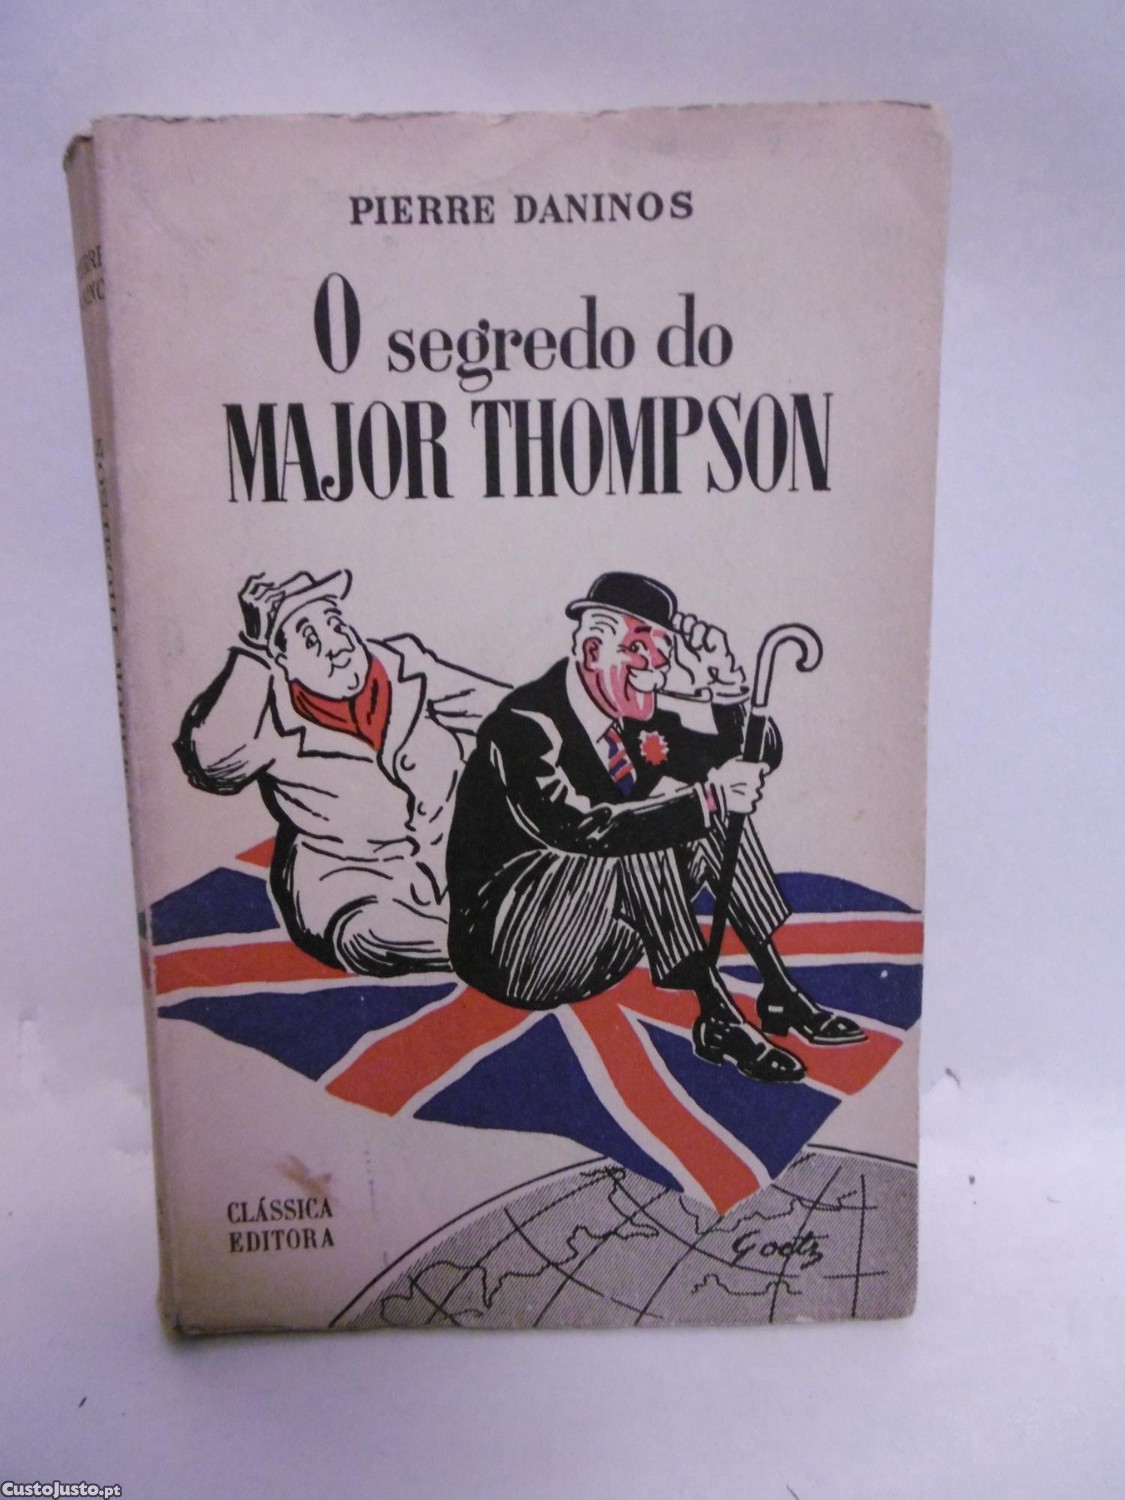 PIERRE DANINOS
O segredo do
MAJOR THOMPSON
CLÁSSICA
EDITORA
Goetz
CustoJusto.pt